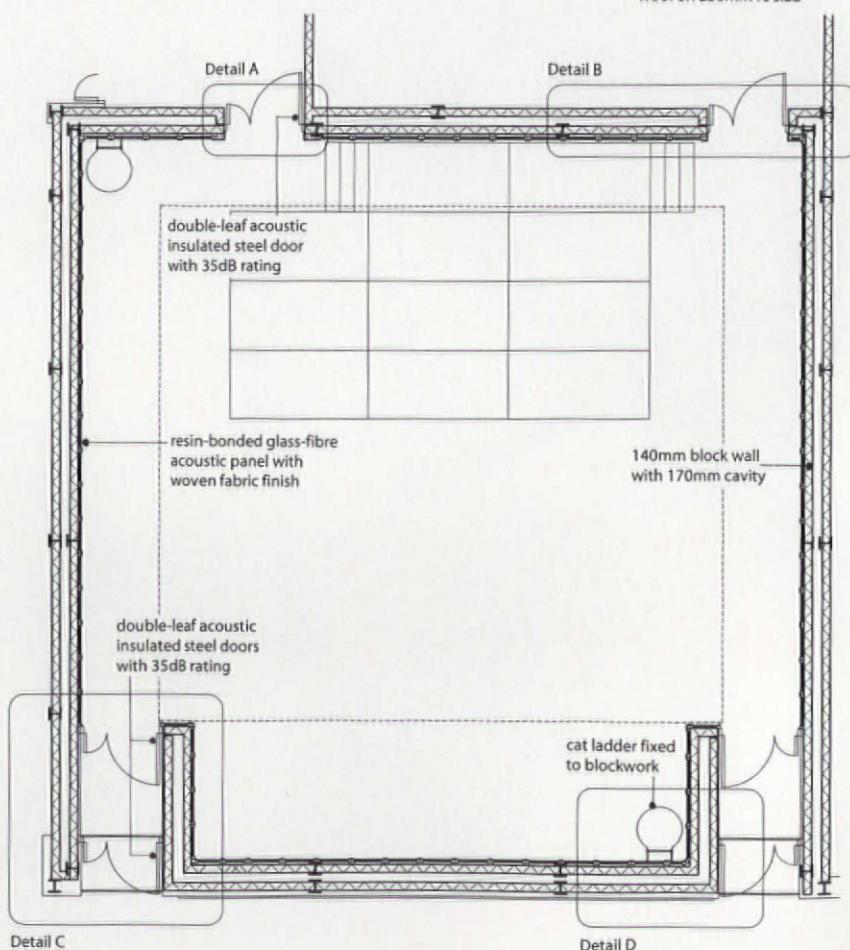 Detail A
Detail B
double-leaf acoustic
insulated steel door
with 35dB rating
resin-bonded glass-fibre
acoustic panel with
woven fabric finish
140mm block wall
with 170mm cavity
double-leaf acoustic
insulated steel doors
with 35dB rating
cat ladder fixed
to blockwork
Detail C
Detail D